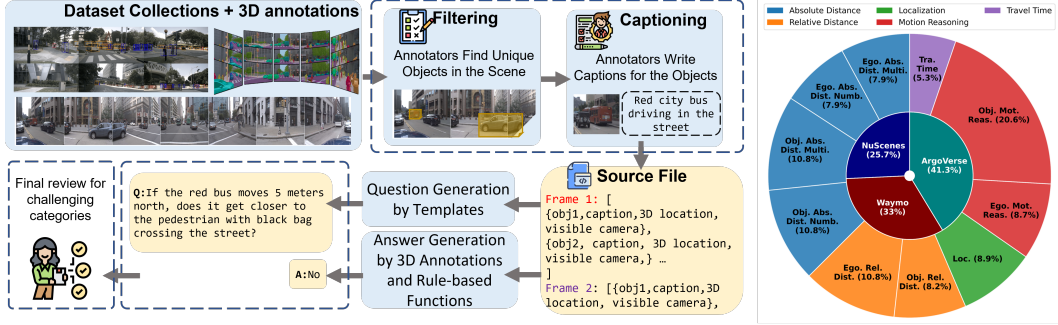 Dataset Collections + 3D annotations
Filtering
Annotators Find Unique
Objects in the Scene
Captioning
Annotators Write
Captions for the Objects
Red city bus
driving in the
street
Source File
Frame 1: [
{obj1,caption,3D location,
visible camera},
{obj2, caption, 3D location,
visible camera,} …
]
Frame 2: [{obj1,caption,3D
location, visible camera},
Question Generation
by Templates
Answer Generation
by 3D Annotations
and Rule-based
Functions
Q:If the red bus moves 5 meters
north, does it get closer to
the pedestrian with black bag
crossing the street?
A:No
Final review for
challenging
categories
Absolute Distance
Relative Distance
Localization
Motion Reasoning
Travel Time
Tra.
Time
(5.3%)
Obj. Mot.
Reas.
(20.6%)
Ego. Mot.
Reas. (8.7%)
Loc. (8.9%)
Obj. Rel.
Dist. (8.2%)
Ego. Rel.
Dist. (10.8%)
Obj. Abs.
Dist. Numb.
(10.8%)
Obj. Abs.
Dist. Multi.
(10.8%)
Ego. Abs.
Dist. Numb.
(7.9%)
Ego. Abs.
Dist. Multi.
(7.9%)
NuScenes
(25.7%)
ArgoVerse
(41.3%)
Waymo
(33%)